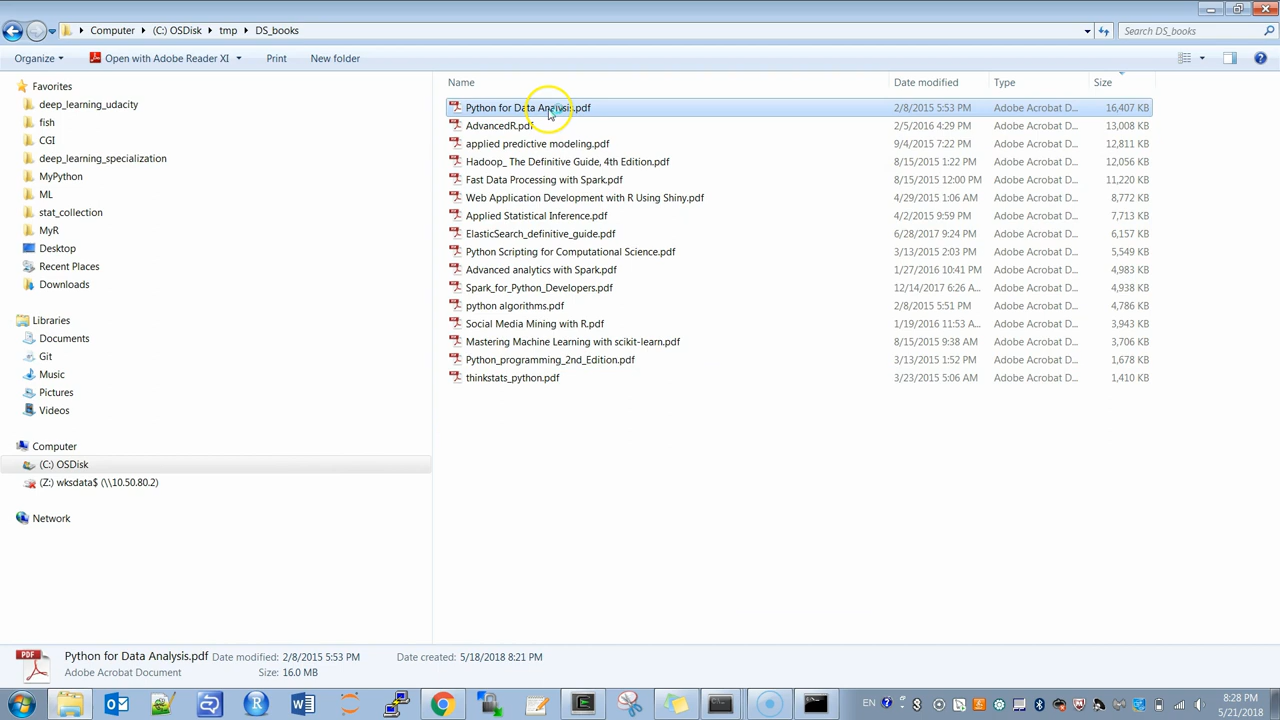 Computer ▸ (C:) OSDisk ▸ tmp ▸ DS_books
Search DS_books
Organize Open with Adobe Reader XI Print New folder
Favorites
deep_learning_udacity
fish
CGI
deep_learning_specialization
MyPython
ML
stat_collection
MyR
Desktop
Recent Places
Downloads
Libraries
Documents
Git
Music
Pictures
Videos
Computer
(C:) OSDisk
(Z:) wksdata$ (\\10.50.80.2)
Network
Name Date modified Type Size
Python for Data Analysis.pdf 2/8/2015 5:53 PM Adobe Acrobat D... 16,407 KB
AdvancedR.pdf 2/5/2016 4:29 PM Adobe Acrobat D... 13,008 KB
applied predictive modeling.pdf 9/4/2015 7:22 PM Adobe Acrobat D... 12,811 KB
Hadoop_ The Definitive Guide, 4th Edition.pdf 8/15/2015 1:22 PM Adobe Acrobat D... 12,056 KB
Fast Data Processing with Spark.pdf 8/15/2015 12:00 PM Adobe Acrobat D... 11,220 KB
Web Application Development with R Using Shiny.pdf 4/29/2015 1:06 AM Adobe Acrobat D... 8,772 KB
Applied Statistical Inference.pdf 4/2/2015 9:59 PM Adobe Acrobat D... 7,713 KB
ElasticSearch_definitive_guide.pdf 6/28/2017 9:24 PM Adobe Acrobat D... 6,157 KB
Python Scripting for Computational Science.pdf 3/13/2015 2:03 PM Adobe Acrobat D... 5,549 KB
Advanced analytics with Spark.pdf 1/27/2016 10:41 PM Adobe Acrobat D... 4,983 KB
Spark_for_Python_Developers.pdf 12/14/2017 6:26 A... Adobe Acrobat D... 4,938 KB
python algorithms.pdf 2/8/2015 5:51 PM Adobe Acrobat D... 4,786 KB
Social Media Mining with R.pdf 1/19/2016 11:53 A... Adobe Acrobat D... 3,943 KB
Mastering Machine Learning with scikit-learn.pdf 8/15/2015 9:38 AM Adobe Acrobat D... 3,706 KB
Python_programming_2nd_Edition.pdf 3/13/2015 1:52 PM Adobe Acrobat D... 1,678 KB
thinkstats_python.pdf 3/23/2015 5:06 AM Adobe Acrobat D... 1,410 KB
Python for Data Analysis.pdf Date modified: 2/8/2015 5:53 PM Date created: 5/18/2018 8:21 PM
Adobe Acrobat Document Size: 16.0 MB
EN
8:28 PM
5/21/2018